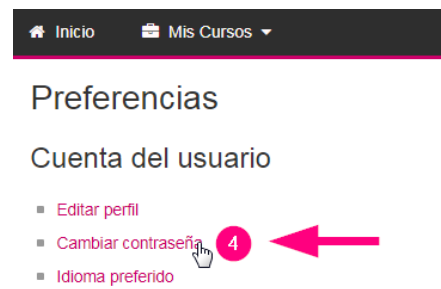 Inicio Mis Cursos
Preferencias
Cuenta del usuario
Editar perfil
Cambiar contraseña 4
Idioma preferido